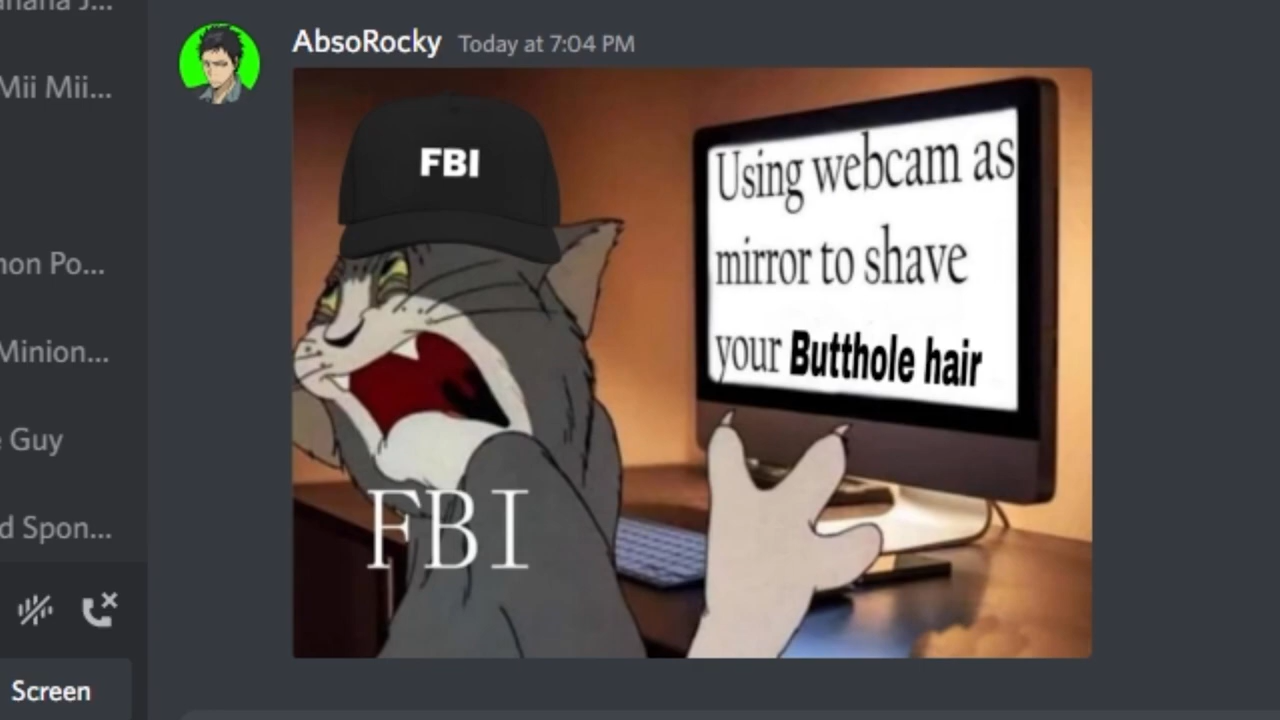 AbsoRocky Today at 7:04 PM
Mii Mii...
Po...
Minion...
Guy
Spon...
Screen
FBI
Using webcam as
mirror to shave
your Butthole hair
FBI